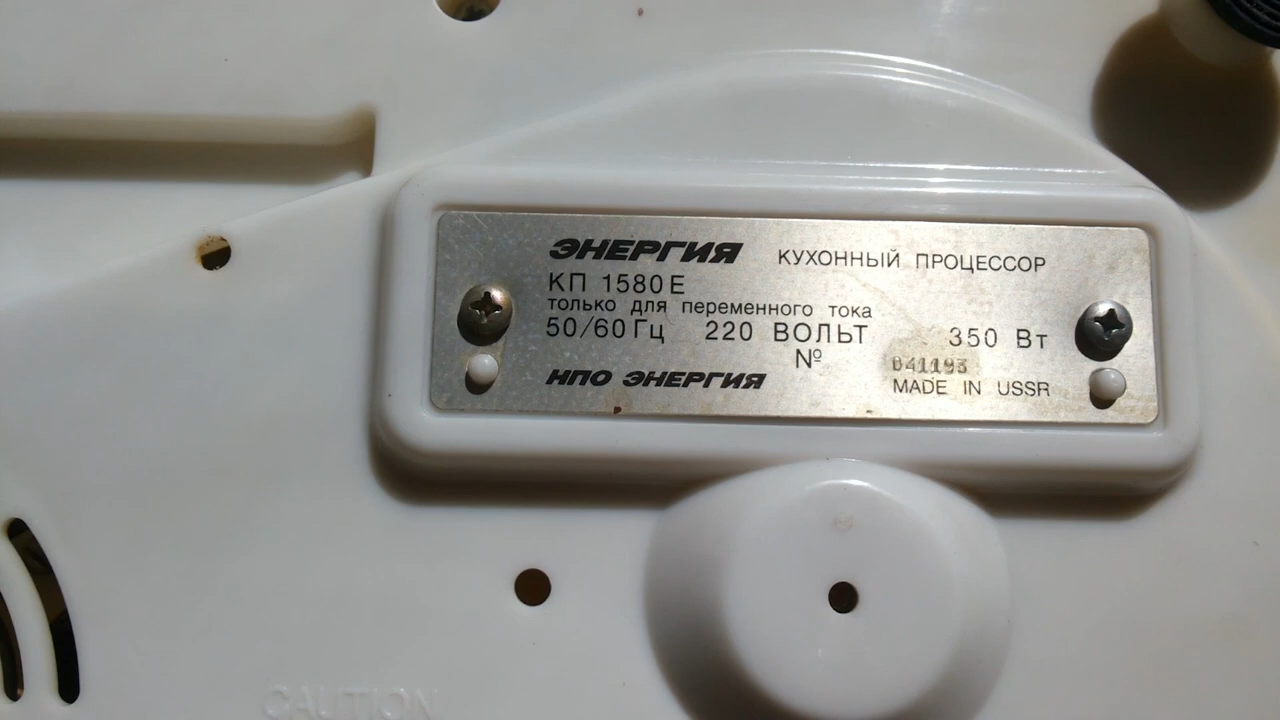 ЭНЕРГИЯ КУХОННЫЙ ПРОЦЕССОР
КП 1580Е
только для переменного тока
50/60 Гц 220 ВОЛЬТ 350 Вт
№ 041193
НПО ЭНЕРГИЯ MADE IN USSR
CAUTION